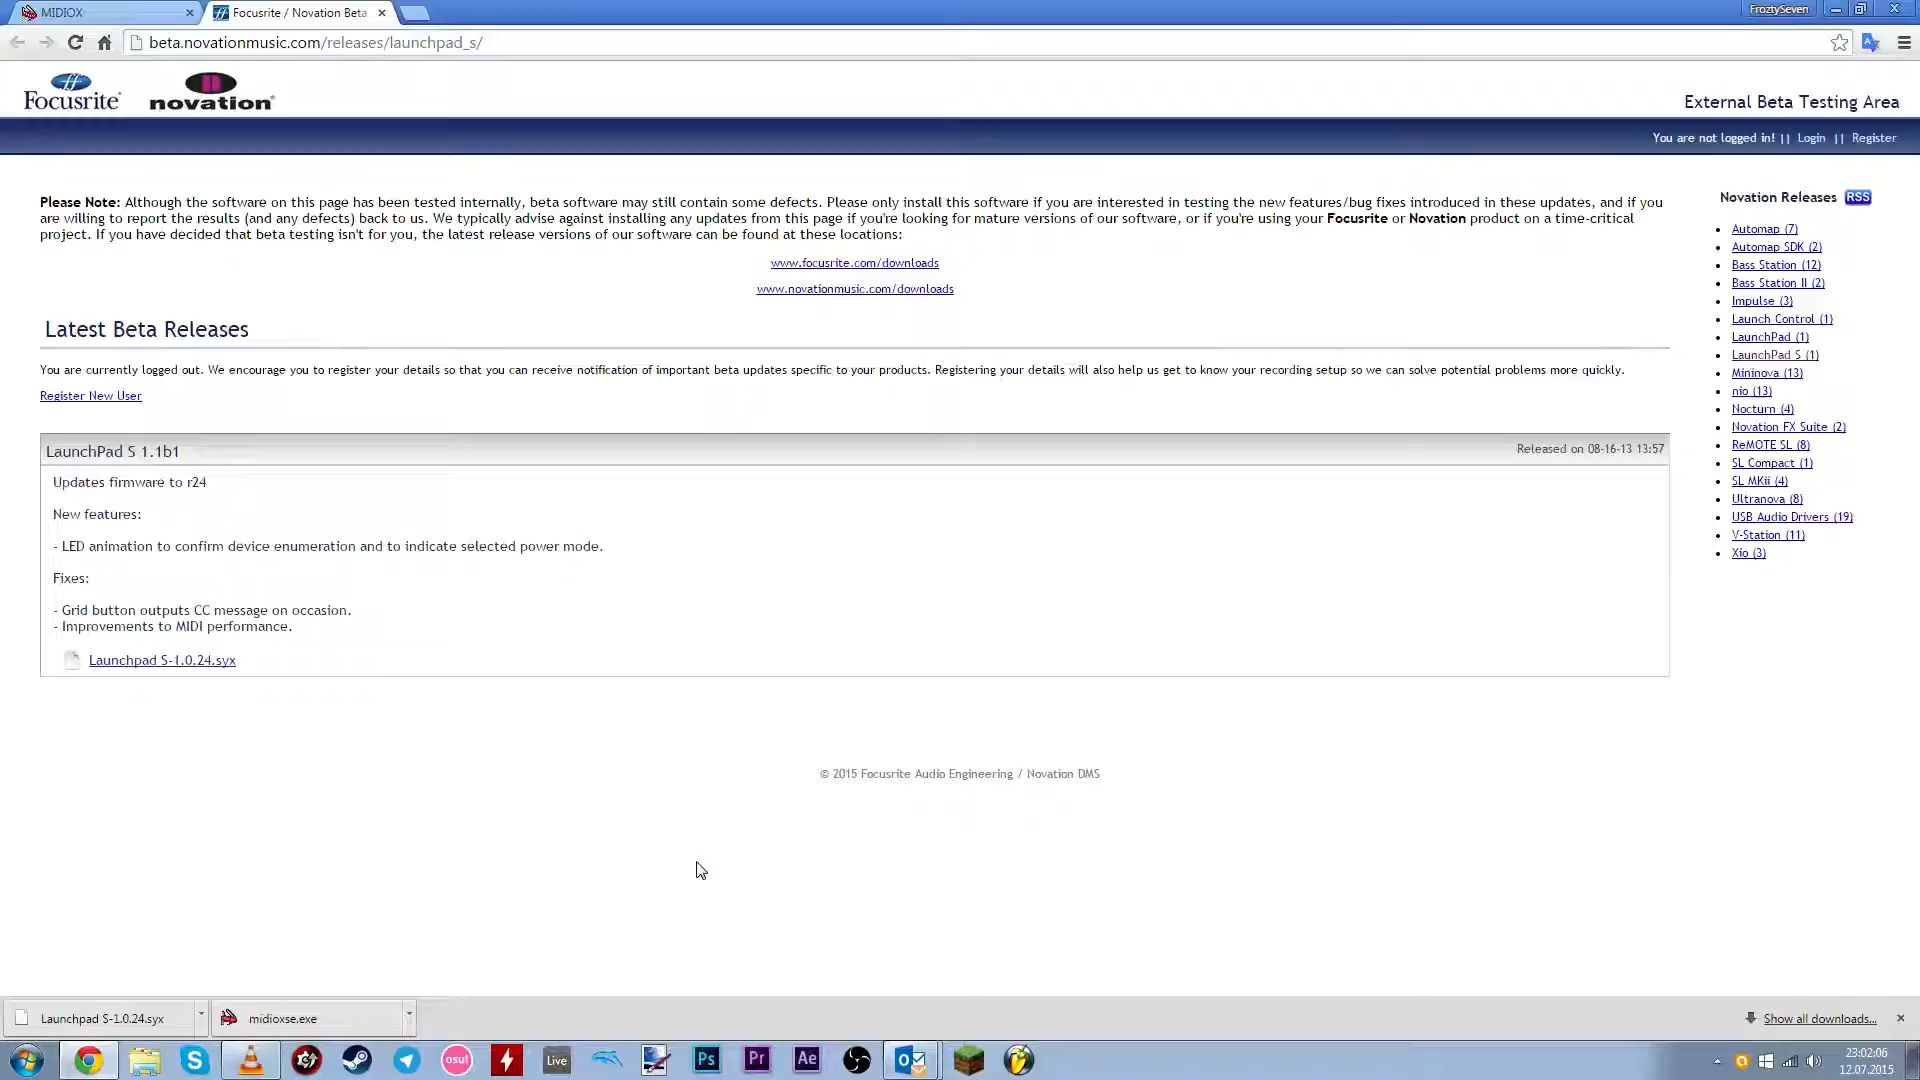 MIDIOX
Focusrite / Novation Beta
FroztySeven
beta.novationmusic.com/releases/launchpad_s/
Focusrite
novation
External Beta Testing Area
You are not logged in! || Login || Register
Please Note: Although the software on this page has been tested internally, beta software may still contain some defects. Please only install this software if you are interested in testing the new features/bug fixes introduced in these updates, and if you
are willing to report the results (and any defects) back to us. We typically advise against installing any updates from this page if you're looking for mature versions of our software, or if you're using your Focusrite or Novation product on a time-critical
project. If you have decided that beta testing isn't for you, the latest release versions of our software can be found at these locations:
www.focusrite.com/downloads
www.novationmusic.com/downloads
Latest Beta Releases
You are currently logged out. We encourage you to register your details so that you can receive notification of important beta updates specific to your products. Registering your details will also help us get to know your recording setup so we can solve potential problems more quickly.
Register New User
LaunchPad S 1.1b1
Released on 08-16-13 13:57
Updates firmware to r24
New features:
- LED animation to confirm device enumeration and to indicate selected power mode.
Fixes:
- Grid button outputs CC message on occasion.
- Improvements to MIDI performance.
Launchpad S-1.0.24.syx
Novation Releases RSS
Automap (7)
Automap SDK (2)
Bass Station (12)
Bass Station II (2)
Impulse (3)
Launch Control (1)
LaunchPad (1)
LaunchPad S (1)
Mininova (13)
nio (13)
Nocturn (4)
Novation FX Suite (2)
ReMOTE SL (8)
SL Compact (1)
SL MKii (4)
Ultranova (8)
USB Audio Drivers (19)
V-Station (11)
Xio (3)
© 2015 Focusrite Audio Engineering / Novation DMS
Launchpad S-1.0.24.syx
midioxse.exe
Show all downloads...
osu!
Live
Ps
Pr
Ae
23:02:06
12.07.2015